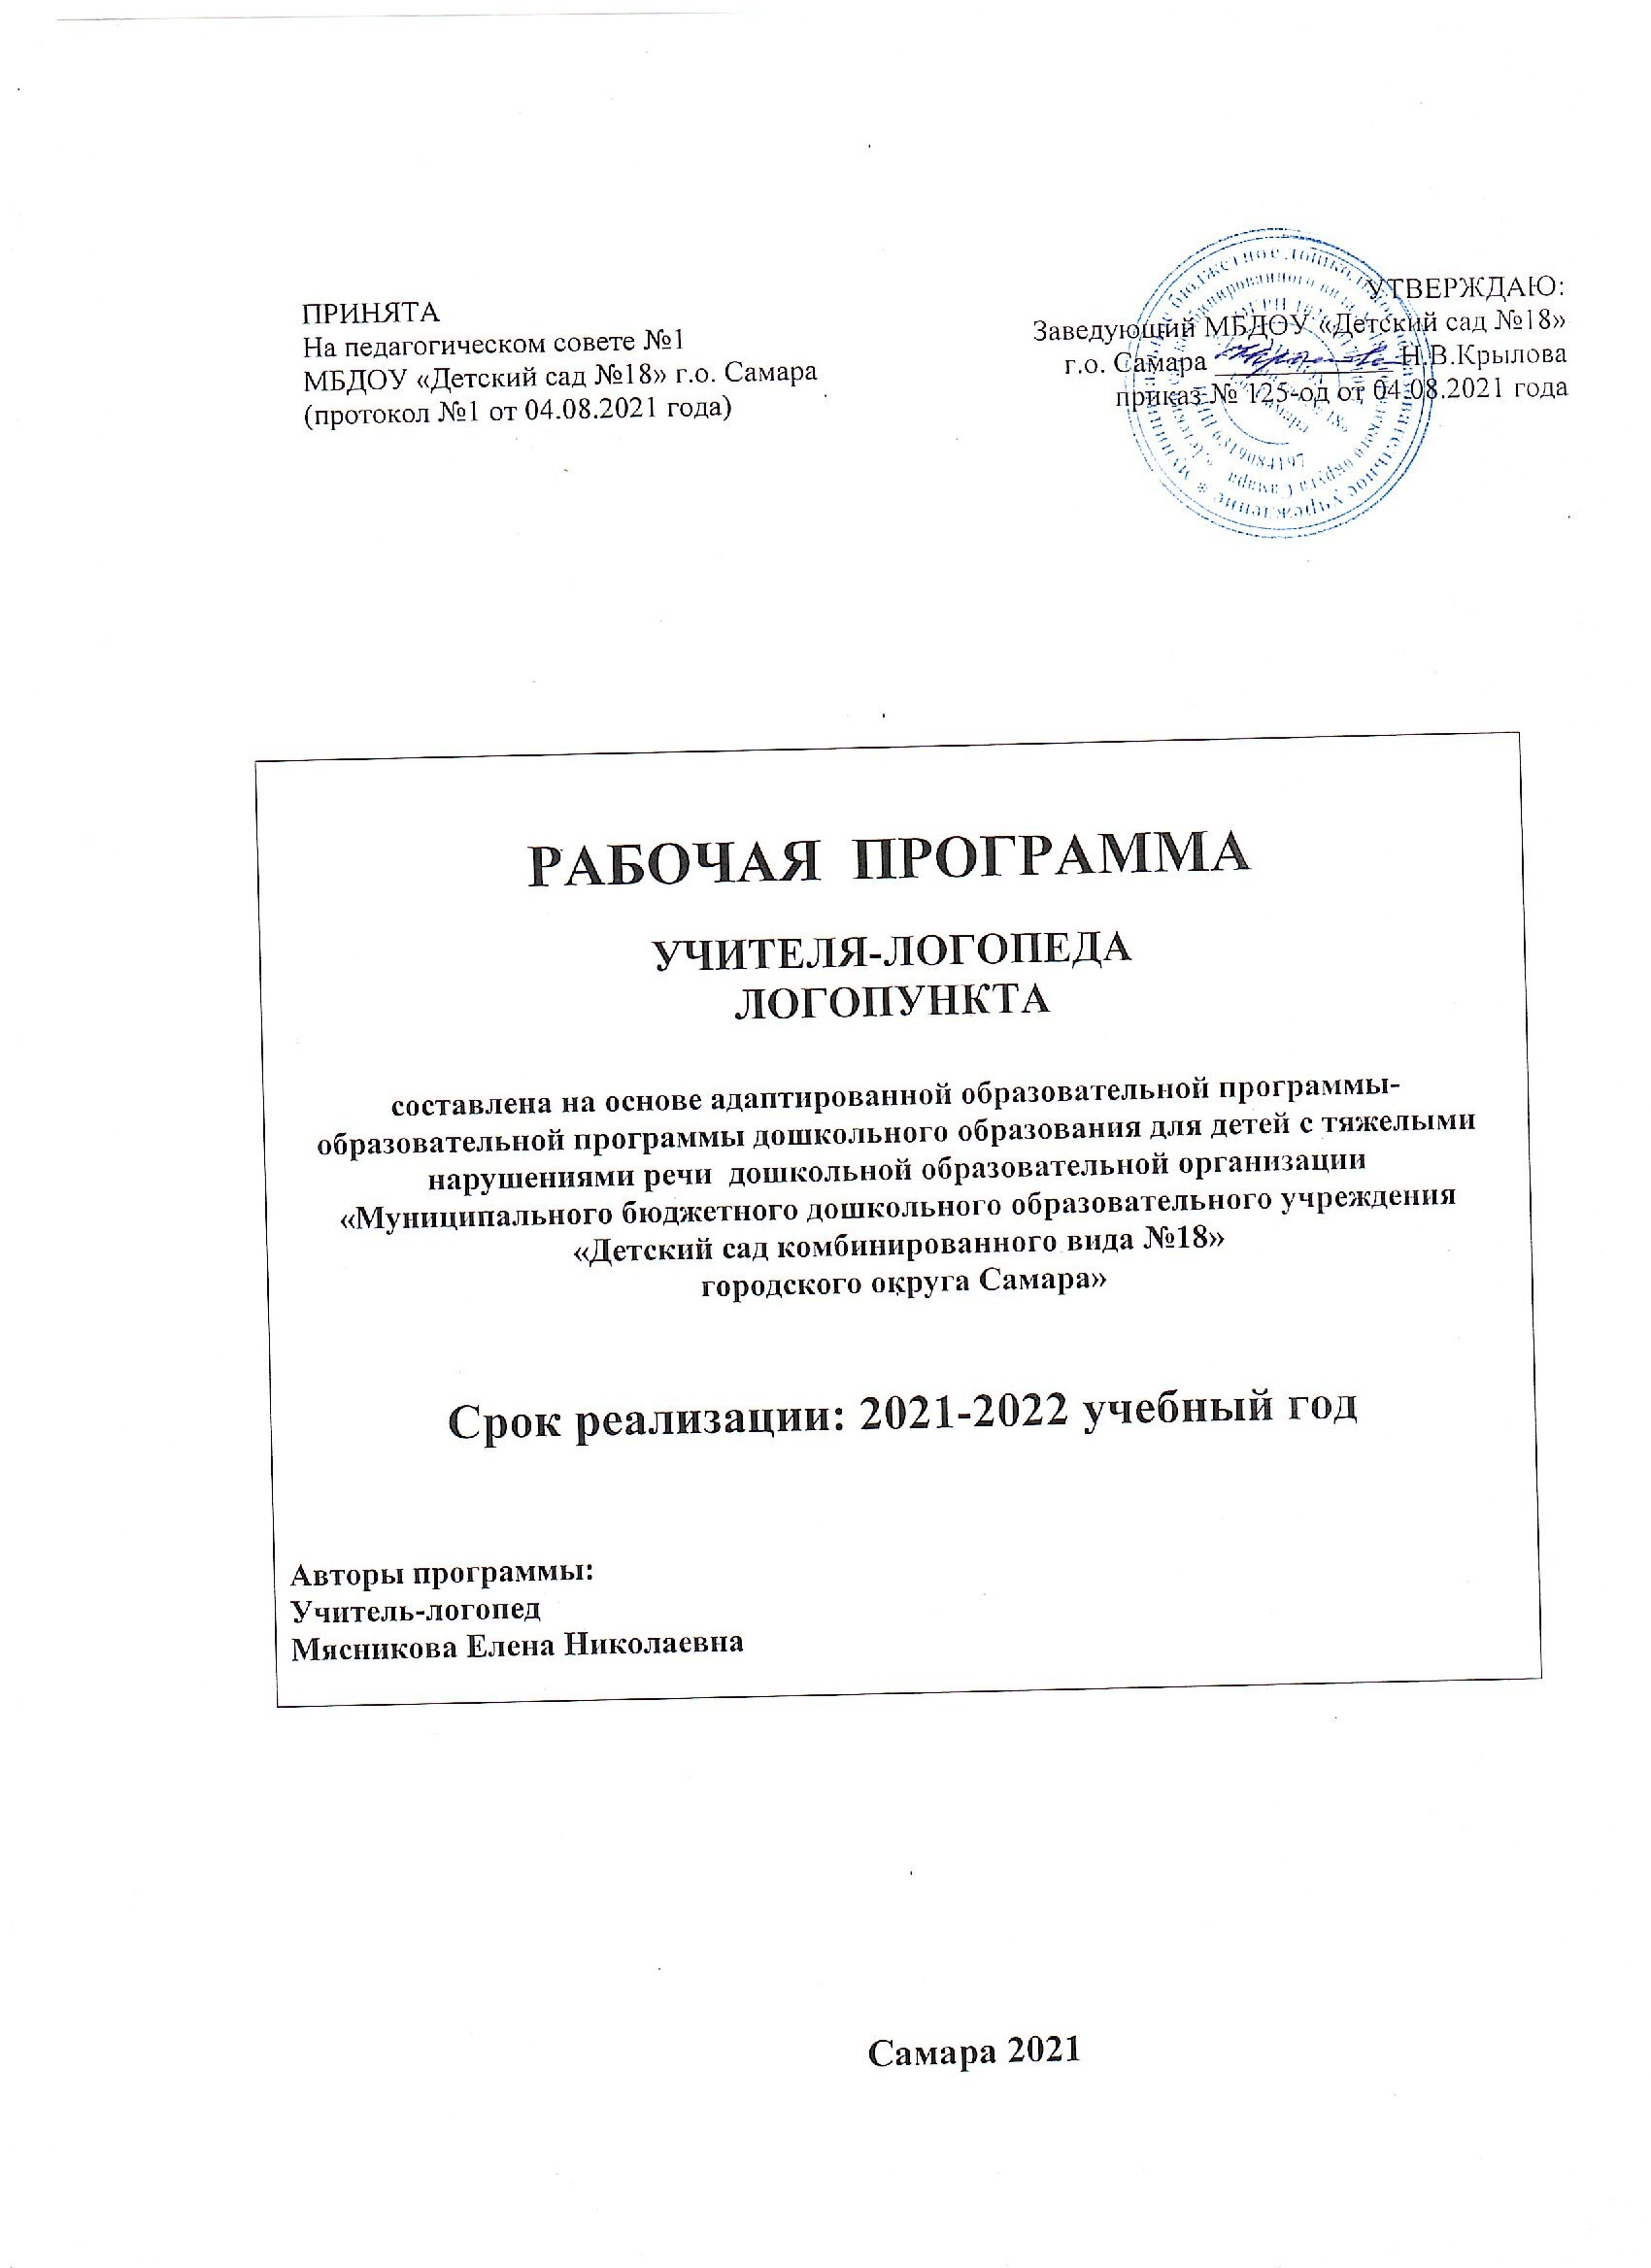 ПРИНЯТА
На педагогическом совете №1
МБДОУ «Детский сад №18» г.о. Самара
(протокол №1 от 04.08.2021 года)
УТВЕРЖДАЮ:
Заведующий МБДОУ «Детский сад №18»
г.о. Самара Н.В.Крылова
приказ № 125-од от 04.08.2021 года
РАБОЧАЯ ПРОГРАММА
УЧИТЕЛЯ-ЛОГОПЕДА
ЛОГОПУНКТА
составлена на основе адаптированной образовательной программы-
образовательной программы дошкольного образования для детей с тяжелыми
нарушениями речи дошкольной образовательной организации
«Муниципального бюджетного дошкольного образовательного учреждения
«Детский сад комбинированного вида №18»
городского округа Самара»
Срок реализации: 2021-2022 учебный год
Авторы программы:
Учитель-логопед
Мясникова Елена Николаевна
Самара 2021